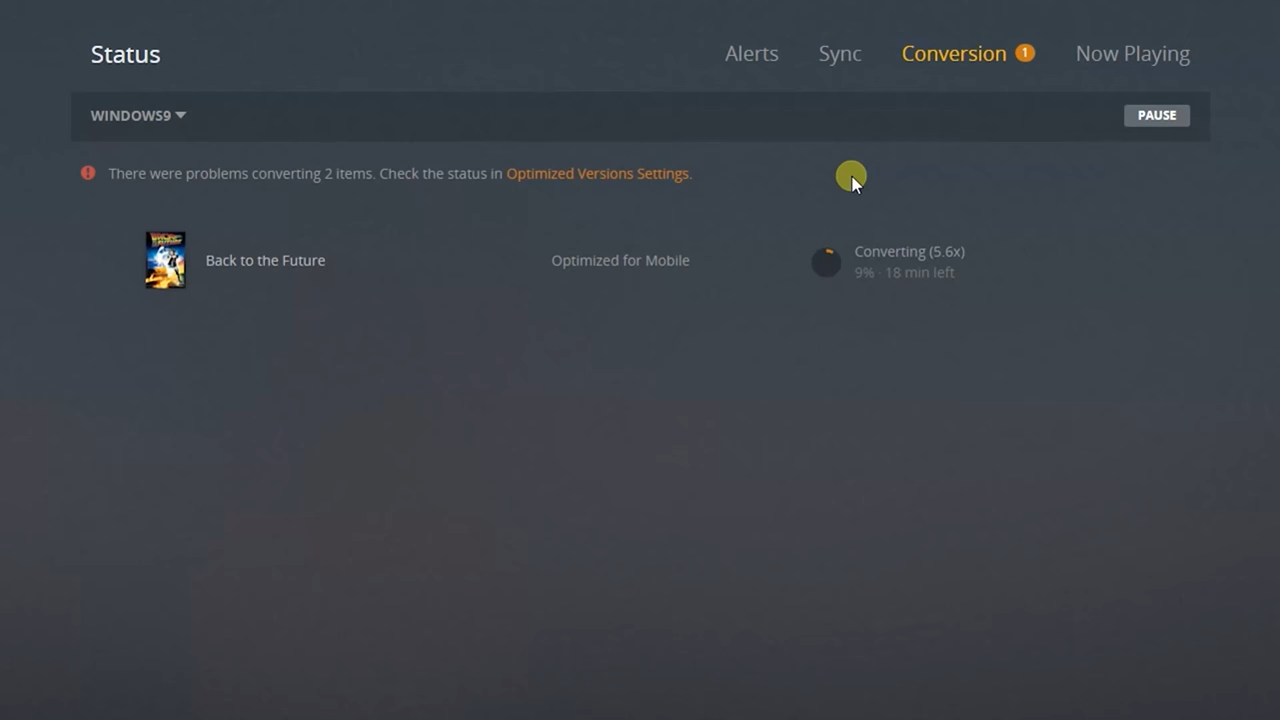 Status
Alerts Sync Conversion 1 Now Playing
WINDOWS9
PAUSE
There were problems converting 2 items. Check the status in Optimized Versions Settings.
Back to the Future
Optimized for Mobile
Converting (5.6x)
9% · 18 min left